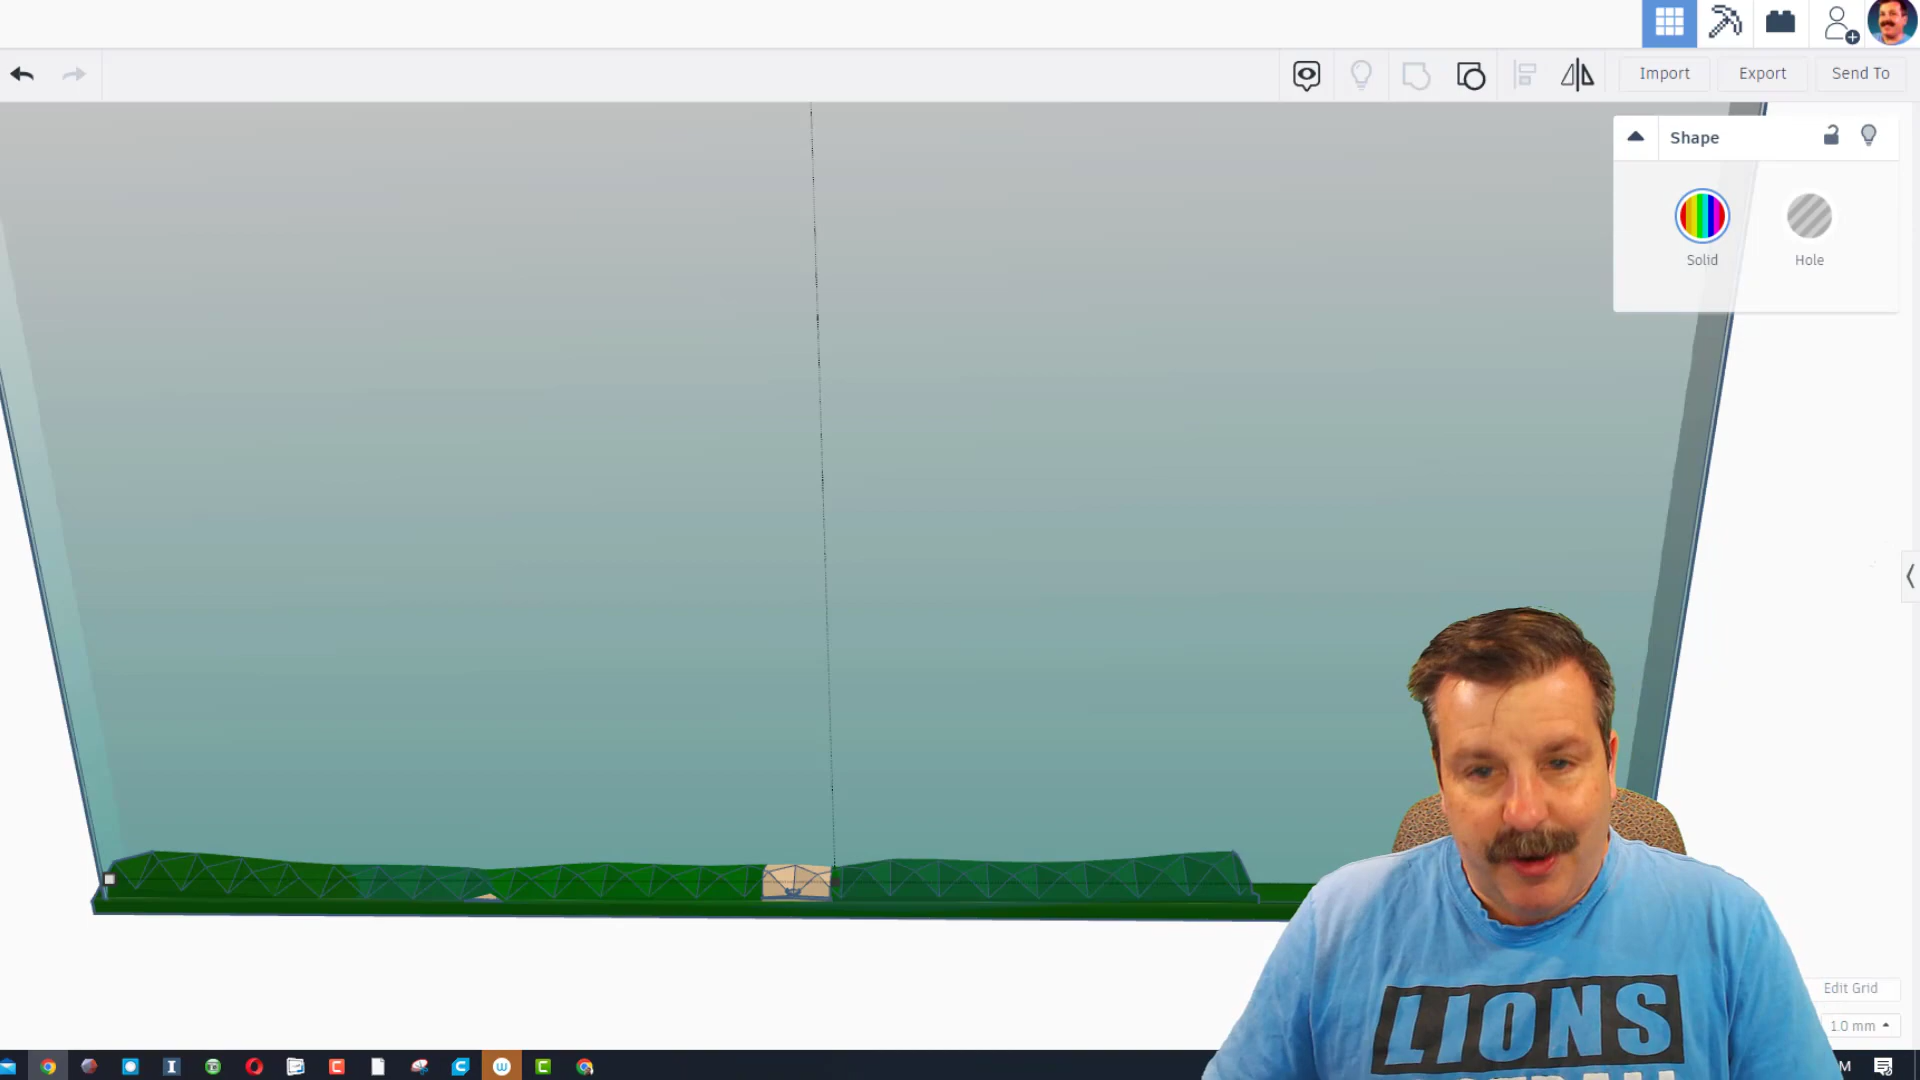 Import
Export
Send To
Shape
Solid
Hole
Edit Grid
1.0 mm
M
LIONS